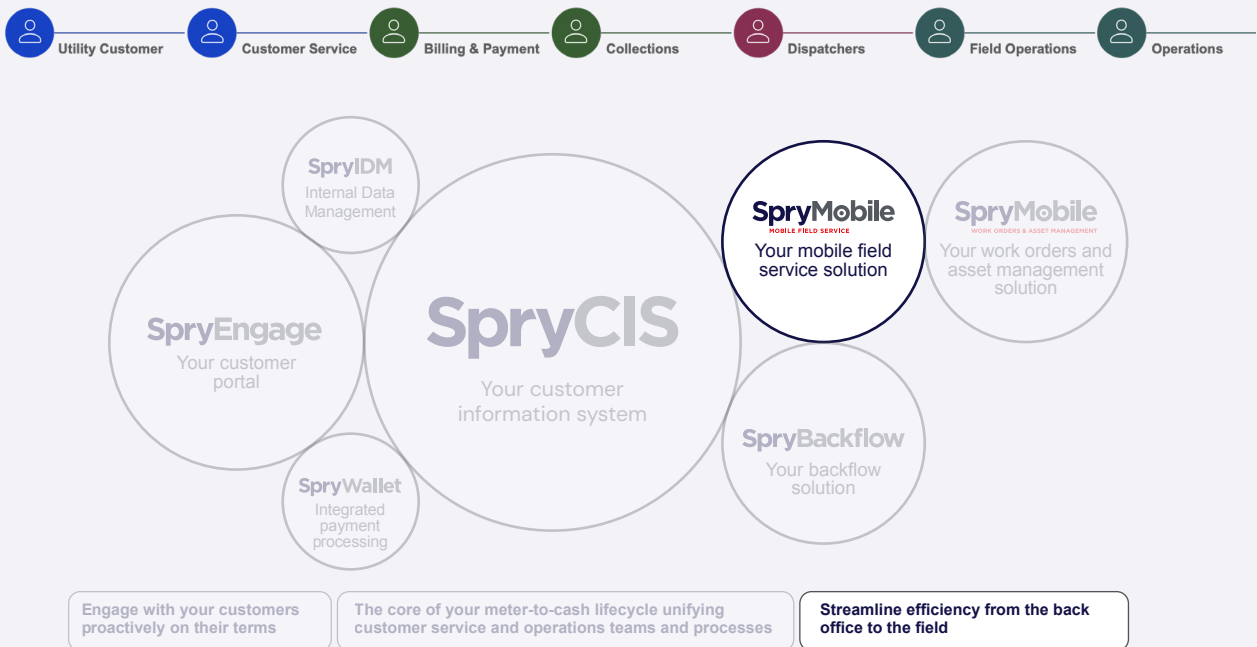 Utility Customer
Customer Service
Billing & Payment
Collections
Dispatchers
Field Operations
Operations
SpryIDM
Internal Data
Management
SpryEngage
Your customer
portal
SpryWallet
Integrated
payment
processing
SpryCIS
Your customer
information system
SpryMobile
MOBILE FIELD SERVICE
Your mobile field
service solution
SpryMobile
WORK ORDERS & ASSET MANAGEMENT
Your work orders and
asset management
solution
SpryBackflow
Your backflow
solution
Engage with your customers
proactively on their terms
The core of your meter-to-cash lifecycle unifying
customer service and operations teams and processes
Streamline efficiency from the back
office to the field